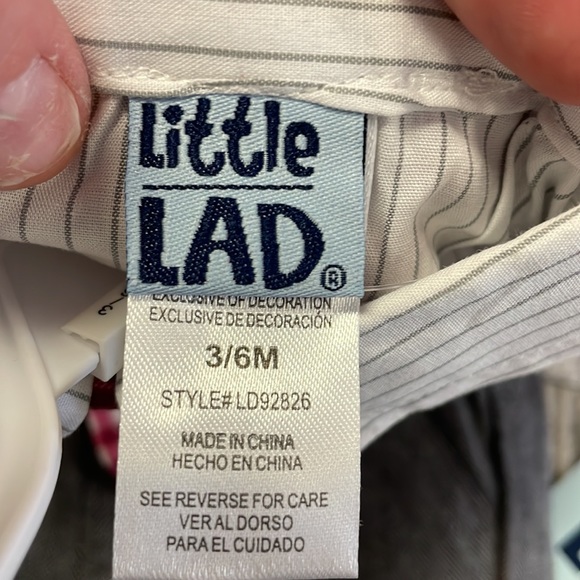 Little
LAD®
EXCLUSIVE OF DECORATION
EXCLUSIVE DE DECORACIÓN
3/6M
STYLE# LD92826
MADE IN CHINA
HECHO EN CHINA
SEE REVERSE FOR CARE
VER AL DORSO
PARA EL CUIDADO